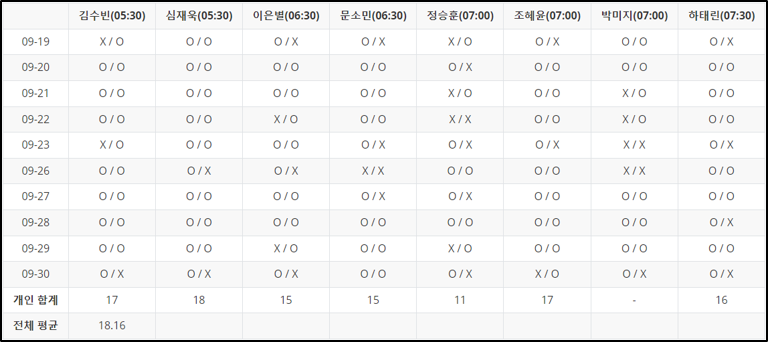 김수빈(05:30) 심재욱(05:30) 이은별(06:30) 문소민(06:30) 정승훈(07:00) 조혜윤(07:00) 박미지(07:00) 하태린(07:30)
09-19 X / O O / O O / X O / X X / O O / X O / O O / X
09-20 O / O O / O O / O O / O O / X O / O O / O O / O
09-21 O / O O / O O / O O / O X / O O / O X / O O / O
09-22 O / O O / O X / O O / O X / X O / O X / O O / O
09-23 X / O O / O O / O O / X O / X O / X X / X O / X
09-26 O / O O / X O / X X / X O / O O / O X / X O / O
09-27 O / O O / O O / O O / X O / X O / O O / O O / O
09-28 O / O O / O O / O O / O O / O O / O O / O O / X
09-29 O / O O / O X / O O / O X / O O / O O / O O / O
09-30 O / X O / X O / X O / O O / X X / O O / X O / X
개인 합계 17 18 15 15 11 17 - 16
전체 평균 18.16